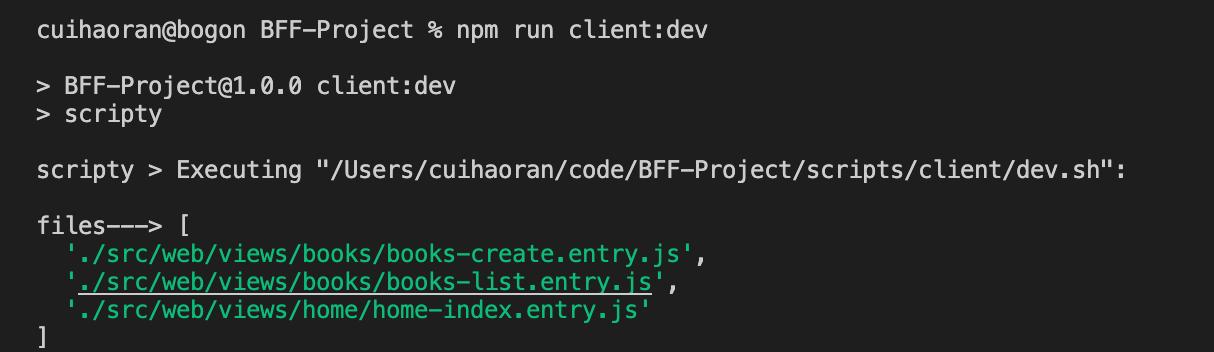 cuihaoran@bogon BFF-Project % npm run client:dev
> BFF-Project@1.0.0 client:dev
> scripty
scripty > Executing "/Users/cuihaoran/code/BFF-Project/scripts/client/dev.sh":
files---> [
'./src/web/views/books/books-create.entry.js',
'./src/web/views/books/books-list.entry.js',
'./src/web/views/home/home-index.entry.js'
]